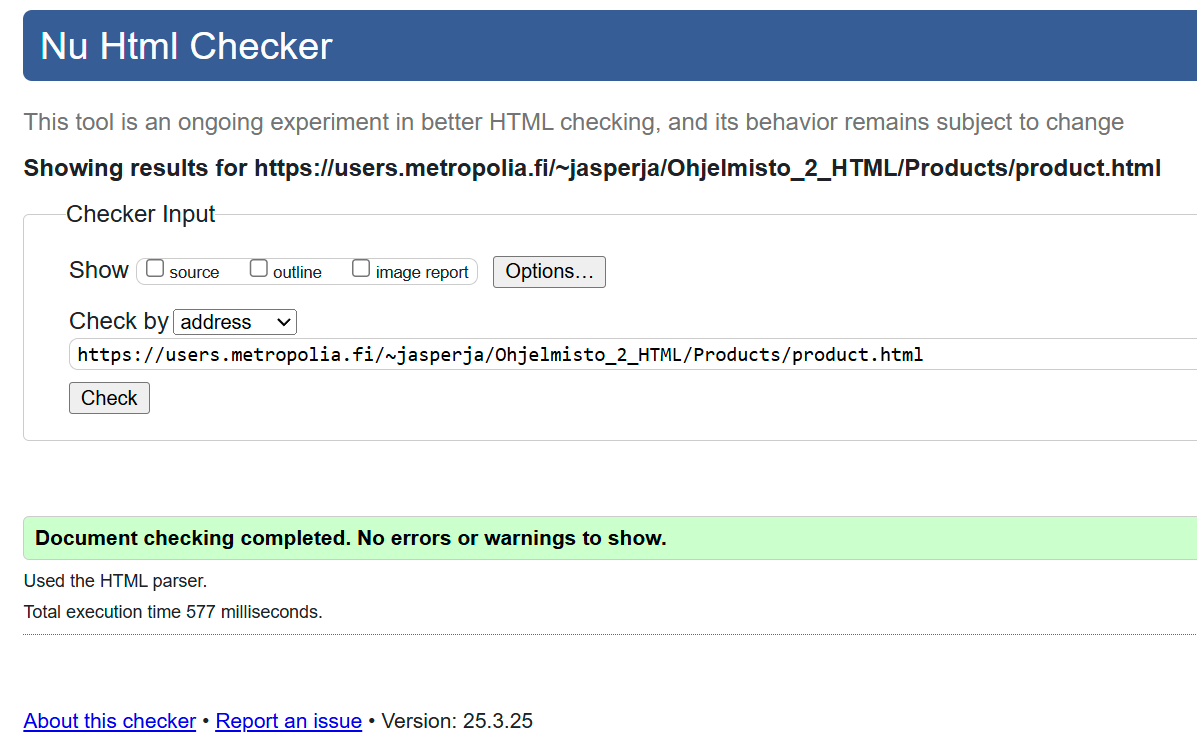 Nu Html Checker
This tool is an ongoing experiment in better HTML checking, and its behavior remains subject to change
Showing results for https://users.metropolia.fi/~jasperja/Ohjelmisto_2_HTML/Products/product.html
Checker Input
Show source outline image report Options...
Check by address
https://users.metropolia.fi/~jasperja/Ohjelmisto_2_HTML/Products/product.html
Check
Document checking completed. No errors or warnings to show.
Used the HTML parser.
Total execution time 577 milliseconds.
About this checker • Report an issue • Version: 25.3.25